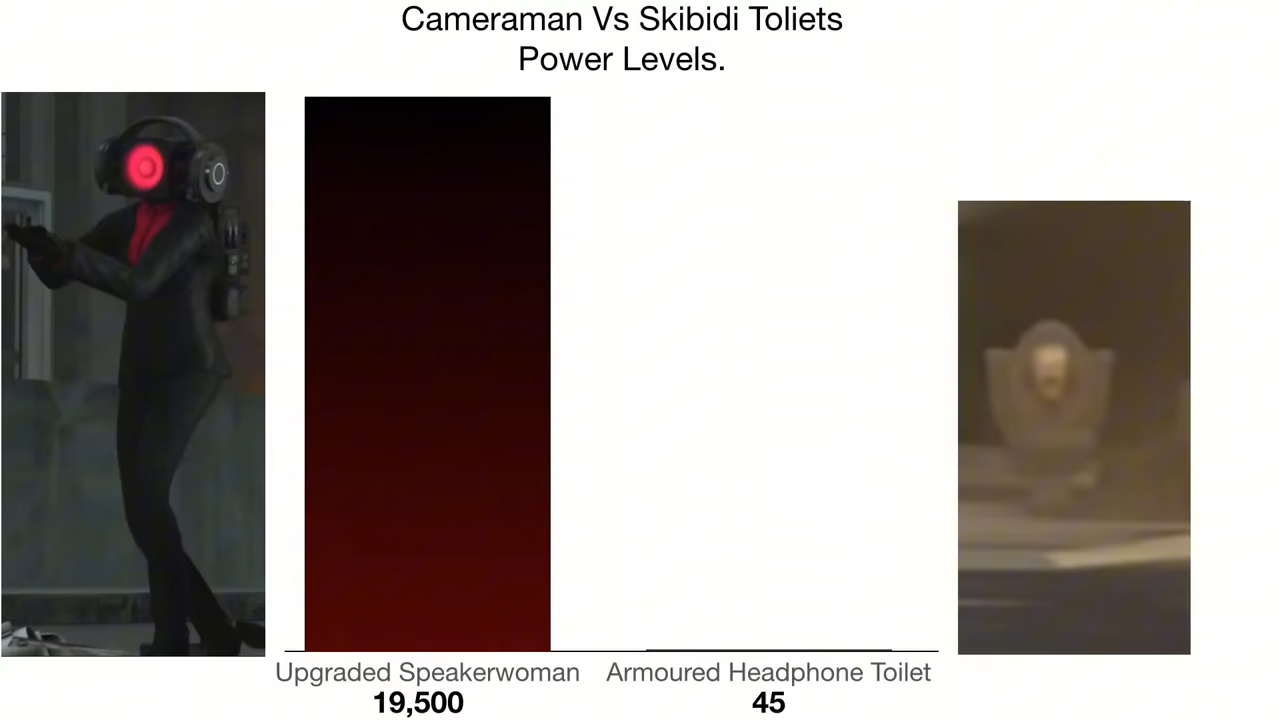 Cameraman Vs Skibidi Toliets
Power Levels.
Upgraded Speakerwoman
19,500
Armoured Headphone Toilet
45